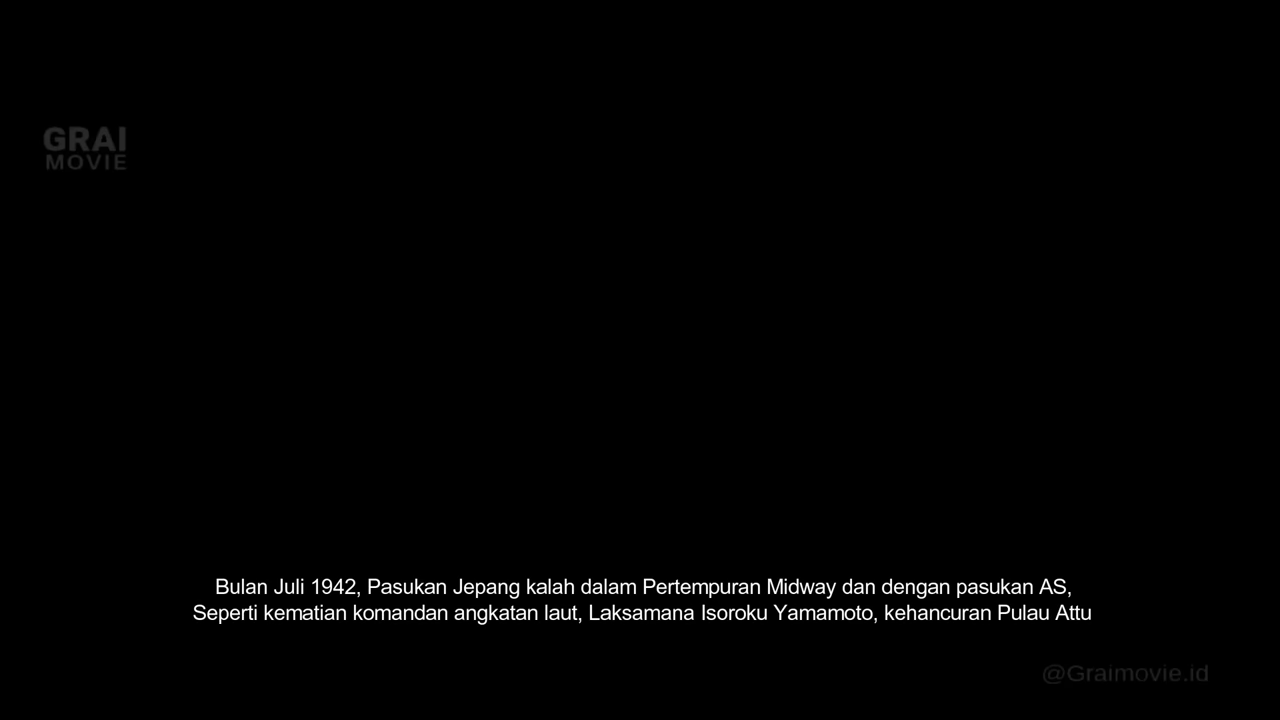 GRAI
MOVIE
Bulan Juli 1942, Pasukan Jepang kalah dalam Pertempuran Midway dan dengan pasukan AS,
Seperti kematian komandan angkatan laut, Laksamana Isoroku Yamamoto, kehancuran Pulau Attu
@Graimovie.id